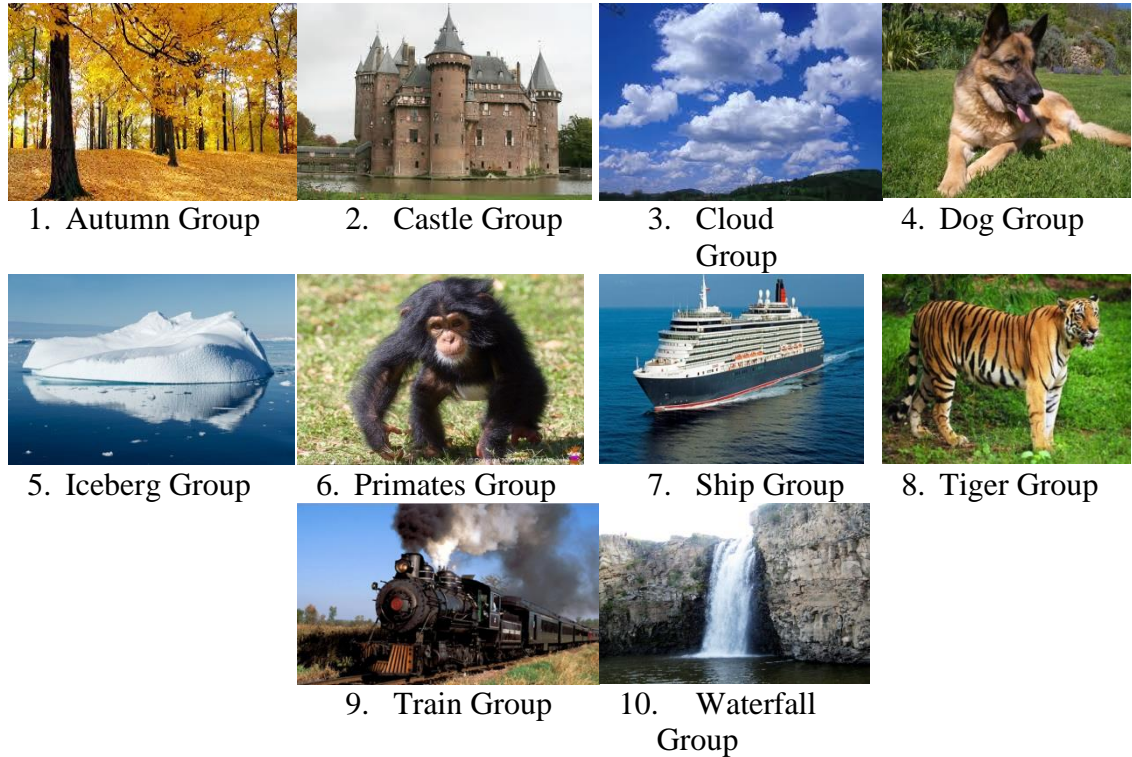 1. Autumn Group
2. Castle Group
3. Cloud
Group
4. Dog Group
5. Iceberg Group
6. Primates Group
7. Ship Group
8. Tiger Group
9. Train Group
10. Waterfall
Group